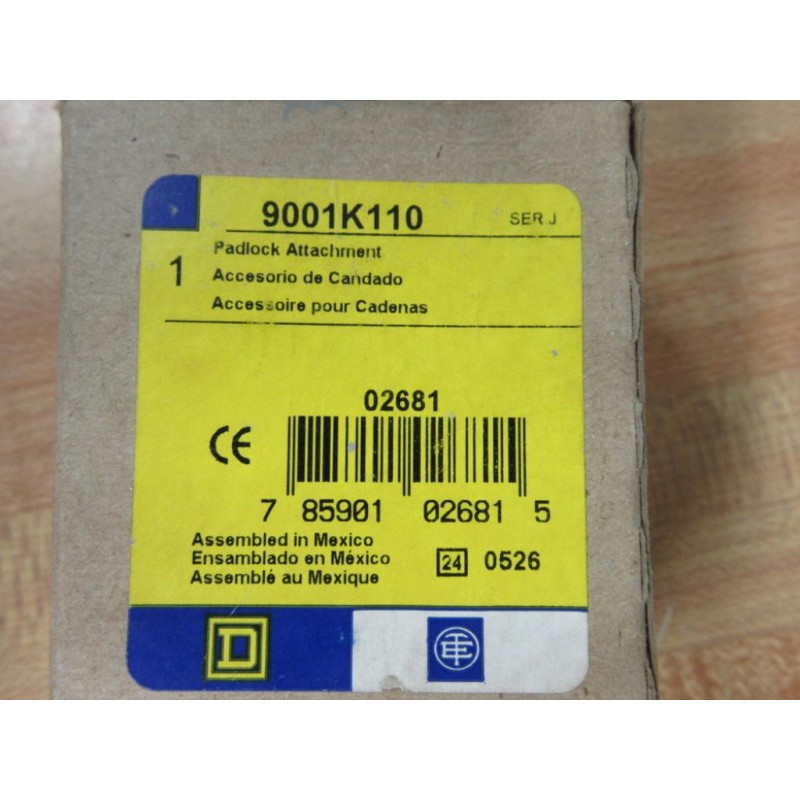 9001K110 SER J
1
Padlock Attachment
Accesorio de Candado
Accessoire pour Cadenas
02681
CE
7 85901 02681 5
Assembled in Mexico
Ensamblado en México
Assemblé au Mexique
24 0526
D
TE